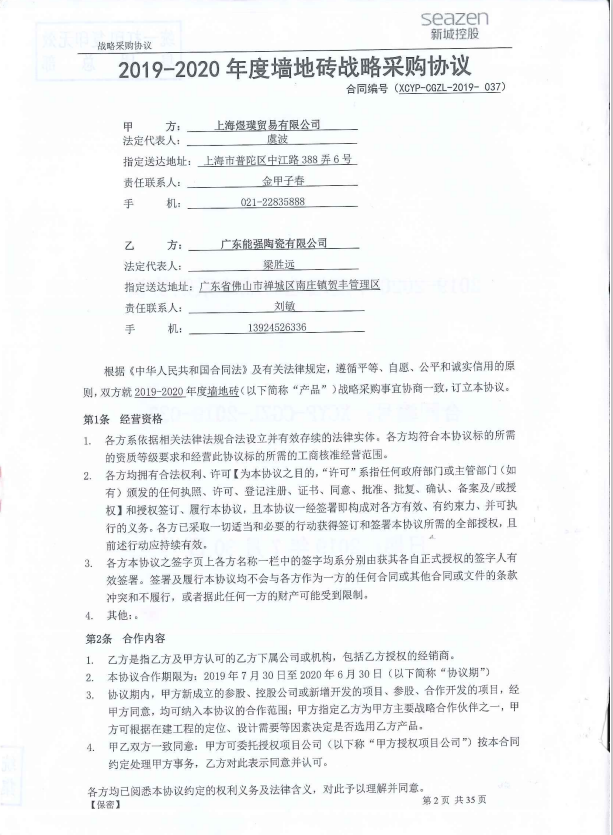 seazen
新城控股
战略采购协议
2019-2020 年度墙地砖战略采购协议
合同编号（XCYP-CGZL-2019- 037）
甲 方： 上海煜璞贸易有限公司
法定代表人： 虞波
指定送达地址： 上海市普陀区中江路 388 弄 6 号
责任联系人： 金甲子春
手 机： 021-22835888
乙 方： 广东能强陶瓷有限公司
法定代表人： 梁胜远
指定送达地址：广东省佛山市禅城区南庄镇贺丰管理区
责任联系人： 刘敏
手 机： 13924526336
根据《中华人民共和国合同法》及有关法律规定，遵循平等、自愿、公平和诚实信用的原
则，双方就 2019-2020 年度墙地砖（以下简称“产品”）战略采购事宜协商一致，订立本协议。
第1条 经营资格
1. 各方系依据相关法律法规合法设立并有效存续的法律实体。各方均符合本协议标的所需
的资质等级要求和经营此协议标的所需的工商核准经营范围。
2. 各方均拥有合法权利、许可【为本协议之目的，“许可”系指任何政府部门或主管部门（如
有）颁发的任何执照、许可、登记注册、证书、同意、批准、批复、确认、备案及/或授
权】和授权签订、履行本协议，且本协议一经签署即构成对各方有效、有约束力、并可执
行的义务。各方已采取一切适当和必要的行动获得签订和签署本协议所需的全部授权，且
前述行动应持续有效。
3. 各方本协议之签字页上各方名称一栏中的签字均系分别由获其各自正式授权的签字人有
效签署。签署及履行本协议均不会与各方作为一方的任何合同或其他合同或文件的条款
冲突和不履行，或者据此任何一方的财产可能受到限制。
4. 其他：。
第2条 合作内容
1. 乙方是指乙方及甲方认可的乙方下属公司或机构，包括乙方授权的经销商。
2. 本协议合作期限为：2019 年 7 月 30 日至 2020 年 6 月 30 日（以下简称“协议期”）
3. 协议期内，甲方新成立的参股、控股公司或新增开发的项目、参股、合作开发的项目，经
甲方同意，均可纳入本协议的合作范围；甲方指定乙方为甲方主要战略合作伙伴之一，甲
方可根据在建工程的定位、设计需要等因素决定是否选用乙方产品。
4. 甲乙双方一致同意：甲方可委托授权项目公司（以下称“甲方授权项目公司”）按本合同
约定处理甲方事务，乙方对此表示同意并认可。
各方均已阅悉本协议约定的权利义务及法律含义，对此予以理解并同意。
【保密】 第 2 页 共 35 页